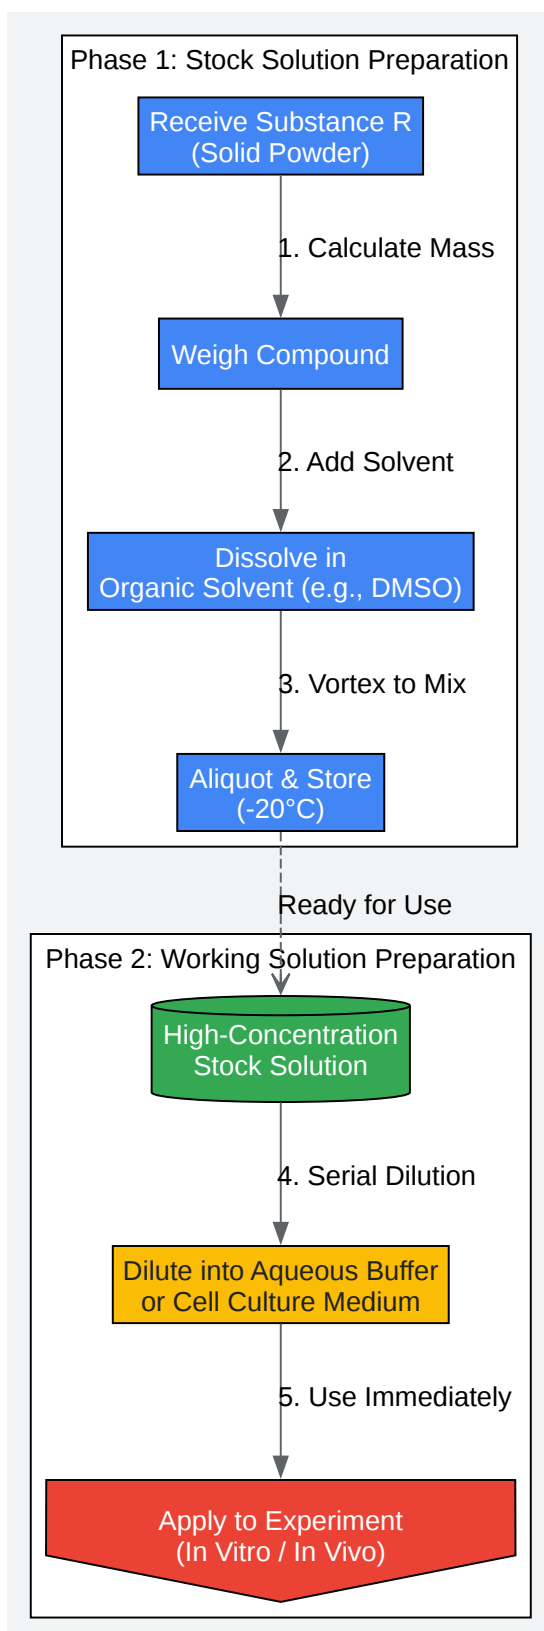 Phase 1: Stock Solution Preparation
Receive Substance R
(Solid Powder)
1. Calculate Mass
Weigh Compound
2. Add Solvent
Dissolve in
Organic Solvent (e.g., DMSO)
3. Vortex to Mix
Aliquot & Store
(-20°C)
Ready for Use
Phase 2: Working Solution Preparation
High-Concentration
Stock Solution
4. Serial Dilution
Dilute into Aqueous Buffer
or Cell Culture Medium
5. Use Immediately
Apply to Experiment
(In Vitro / In Vivo)